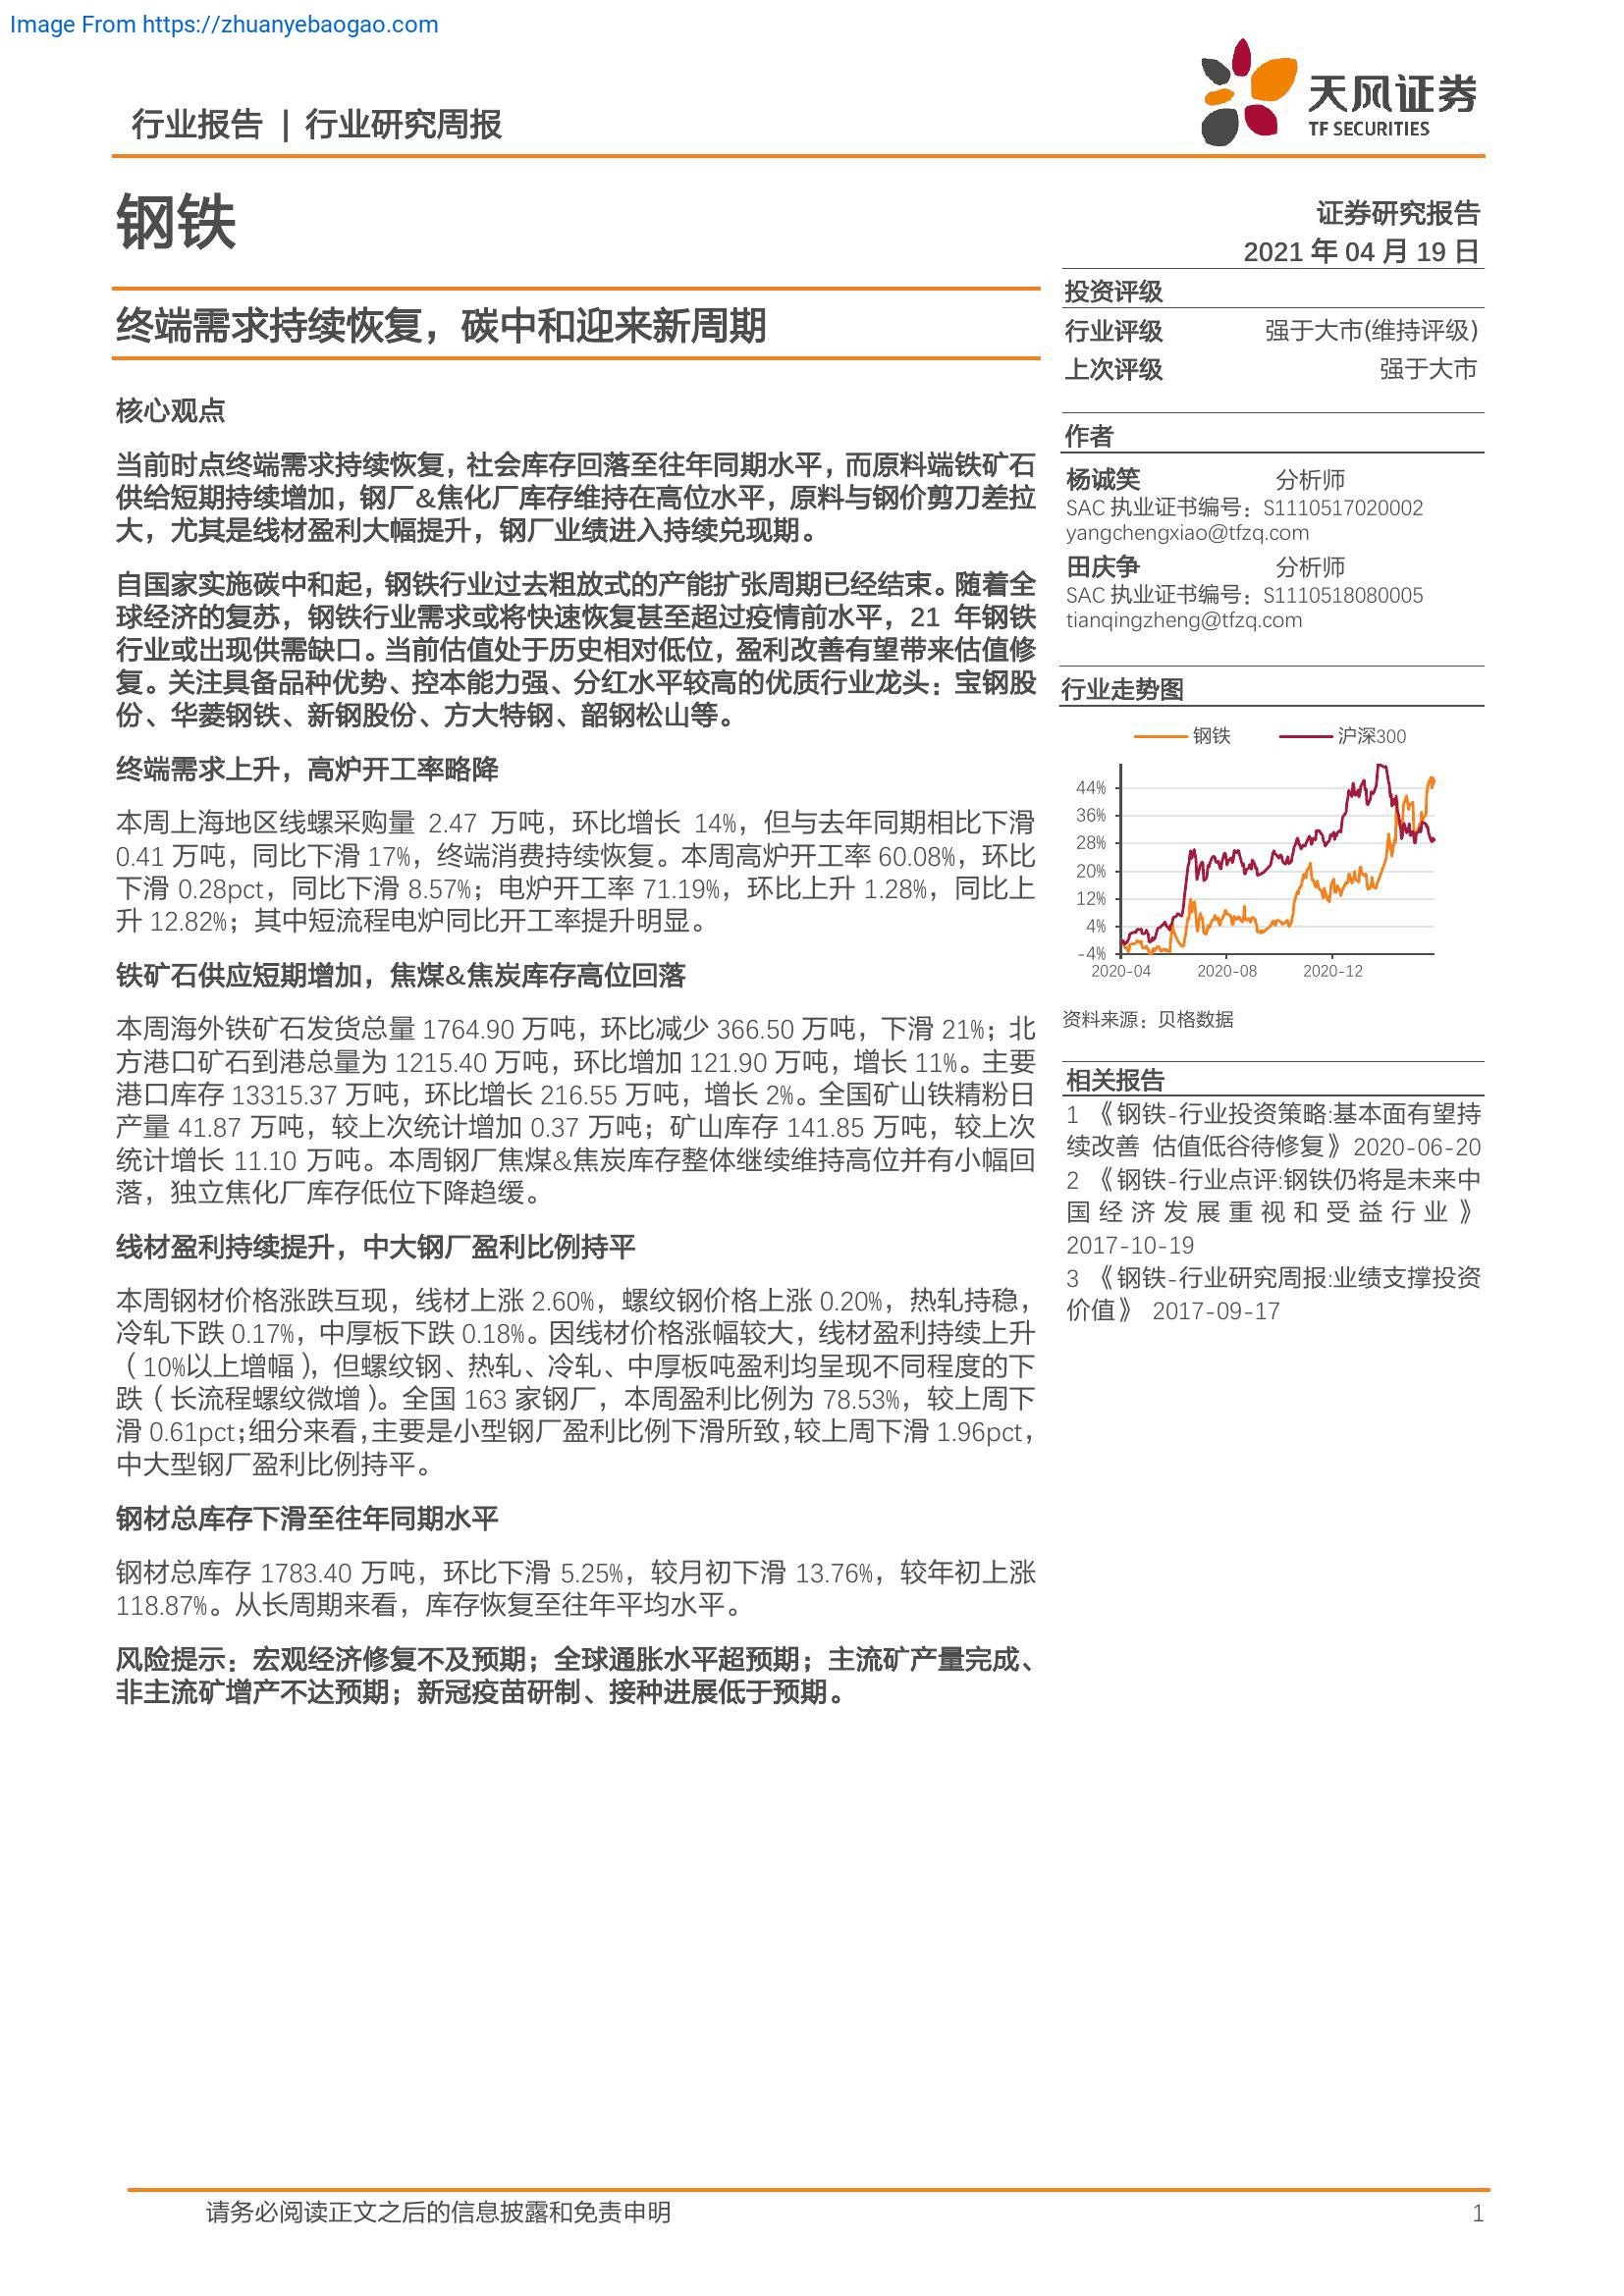 Image From https://zhuanyebaogao.com
行业报告 | 行业研究周报
天风证券
TF SECURITIES
钢铁
证券研究报告
2021 年 04 月 19 日
终端需求持续恢复，碳中和迎来新周期
核心观点
当前时点终端需求持续恢复，社会库存回落至往年同期水平，而原料端铁矿石
供给短期持续增加，钢厂&焦化厂库存维持在高位水平，原料与钢价剪刀差拉
大，尤其是线材盈利大幅提升，钢厂业绩进入持续兑现期。
自国家实施碳中和起，钢铁行业过去粗放式的产能扩张周期已经结束。随着全
球经济的复苏，钢铁行业需求或将快速恢复甚至超过疫情前水平，21 年钢铁
行业或出现供需缺口。当前估值处于历史相对低位，盈利改善有望带来估值修
复。关注具备品种优势、控本能力强、分红水平较高的优质行业龙头：宝钢股
份、华菱钢铁、新钢股份、方大特钢、韶钢松山等。
终端需求上升，高炉开工率略降
本周上海地区线螺采购量 2.47 万吨，环比增长 14%，但与去年同期相比下滑
0.41 万吨，同比下滑 17%，终端消费持续恢复。本周高炉开工率 60.08%，环比
下滑 0.28pct，同比下滑 8.57%；电炉开工率 71.19%，环比上升 1.28%，同比上
升 12.82%；其中短流程电炉同比开工率提升明显。
铁矿石供应短期增加，焦煤&焦炭库存高位回落
本周海外铁矿石发货总量 1764.90 万吨，环比减少 366.50 万吨，下滑 21%；北
方港口矿石到港总量为 1215.40 万吨，环比增加 121.90 万吨，增长 11%。主要
港口库存 13315.37 万吨，环比增长 216.55 万吨，增长 2%。全国矿山铁精粉日
产量 41.87 万吨，较上次统计增加 0.37 万吨；矿山库存 141.85 万吨，较上次
统计增长 11.10 万吨。本周钢厂焦煤&焦炭库存整体继续维持高位并有小幅回
落，独立焦化厂库存低位下降趋缓。
线材盈利持续提升，中大钢厂盈利比例持平
本周钢材价格涨跌互现，线材上涨 2.60%，螺纹钢价格上涨 0.20%，热轧持稳，
冷轧下跌 0.17%，中厚板下跌 0.18%。因线材价格涨幅较大，线材盈利持续上升
（10%以上增幅），但螺纹钢、热轧、冷轧、中厚板吨盈利均呈现不同程度的下
跌（长流程螺纹微增）。全国 163 家钢厂，本周盈利比例为 78.53%，较上周下
滑 0.61pct；细分来看，主要是小型钢厂盈利比例下滑所致，较上周下滑 1.96pct，
中大型钢厂盈利比例持平。
钢材总库存下滑至往年同期水平
钢材总库存 1783.40 万吨，环比下滑 5.25%，较月初下滑 13.76%，较年初上涨
118.87%。从长周期来看，库存恢复至往年平均水平。
风险提示：宏观经济修复不及预期；全球通胀水平超预期；主流矿产量完成、
非主流矿增产不达预期；新冠疫苗研制、接种进展低于预期。
投资评级
行业评级 强于大市(维持评级)
上次评级 强于大市
作者
杨诚笑 分析师
SAC 执业证书编号：S1110517020002
yangchengxiao@tfzq.com
田庆争 分析师
SAC 执业证书编号：S1110518080005
tianqingzheng@tfzq.com
行业走势图
钢铁 沪深300
44%
36%
28%
20%
12%
4%
-4%
2020-04 2020-08 2020-12
资料来源：贝格数据
相关报告
1 《钢铁-行业投资策略:基本面有望持
续改善 估值低谷待修复》 2020-06-20
2 《钢铁-行业点评:钢铁仍将是未来中
国经济发展重视和受益行业》
2017-10-19
3 《钢铁-行业研究周报:业绩支撑投资
价值》 2017-09-17
请务必阅读正文之后的信息披露和免责申明
1